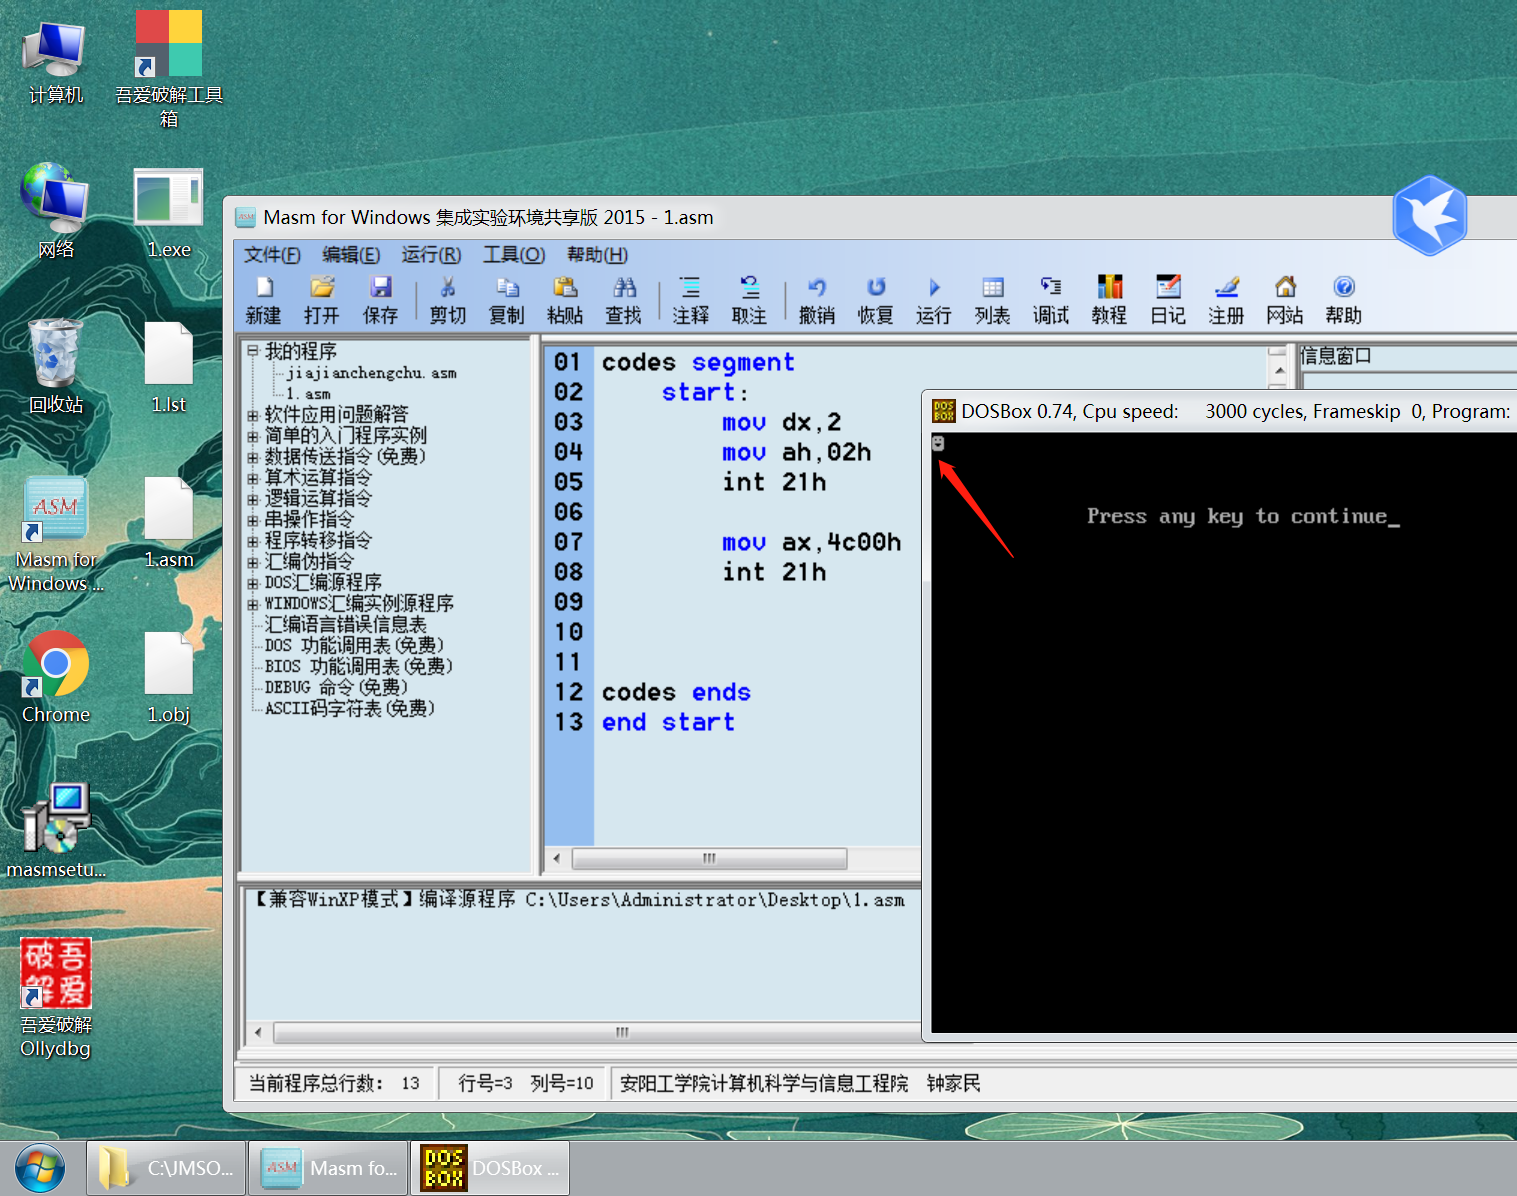 计算机
吾爱破解工具
箱
网络
1.exe
回收站
1.lst
ASM
Masm for
Windows ...
1.asm
Chrome
1.obj
masmsetu...
破吾
解爱
吾爱破解
Ollydbg
ASM
Masm for Windows 集成实验环境共享版 2015 - 1.asm
文件(F) 编辑(E) 运行(R) 工具(O) 帮助(H)
新建 打开 保存 剪切 复制 粘贴 查找 注释 取注 撤销 恢复 运行 列表 调试 教程 日记 注册 网站 帮助
我的程序
jiajianchengchu.asm
1.asm
软件应用问题解答
简单的入门程序实例
数据传送指令(免费)
算术运算指令
逻辑运算指令
串操作指令
程序转移指令
汇编伪指令
DOS汇编源程序
WINDOWS汇编实例源程序
汇编语言错误信息表
DOS 功能调用表(免费)
BIOS 功能调用表(免费)
DEBUG 命令(免费)
ASCII码字符表(免费)
01 codes segment
02 start:
03 mov dx,2
04 mov ah,02h
05 int 21h
06
07 mov ax,4c00h
08 int 21h
09
10
11
12 codes ends
13 end start
信息窗口
DOS
BOX
DOSBox 0.74, Cpu speed: 3000 cycles, Frameskip 0, Program:
Press any key to continue_
【兼容WinXP模式】编译源程序 C:\Users\Administrator\Desktop\1.asm
当前程序总行数: 13 行号=3 列号=10 安阳工学院计算机科学与信息工程院 钟家民
C:\JMSO...
ASM
Masm fo...
DOS
BOX
DOSBox ...